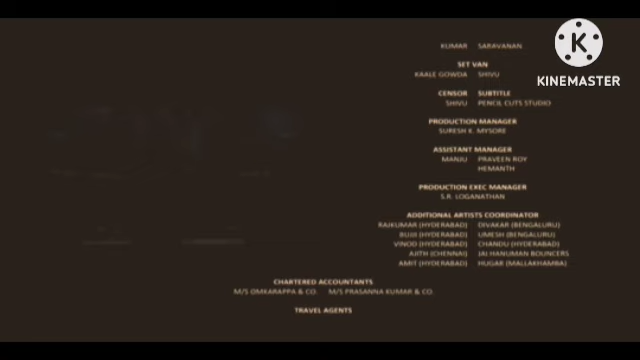 KUMAR SARAVANAN
SET VAN
KAALE GOWDA SHIVU
CENSOR SUBTITLE
SHIVU PENCIL CUTS STUDIO
PRODUCTION MANAGER
SURESH K. MYSORE
ASSISTANT MANAGER
MANJU PRAVEEN ROY
HEMANTH
PRODUCTION EXEC MANAGER
S.R. LOGANATHAN
ADDITIONAL ARTISTS COORDINATOR
RAJKUMAR (HYDERABAD) DIVAKAR (BENGALURU)
BUJJI (HYDERABAD) UMESH (BENGALURU)
VINOD (HYDERABAD) CHANDU (HYDERABAD)
AJITH (CHENNAI) JAI HANUMAN BOUNCERS
AMIT (HYDERABAD) HUGAR (MALLAKHAMBA)
CHARTERED ACCOUNTANTS
M/S OMKARAPPA & CO. M/S PRASANNA KUMAR & CO.
TRAVEL AGENTS
K
KINEMASTER